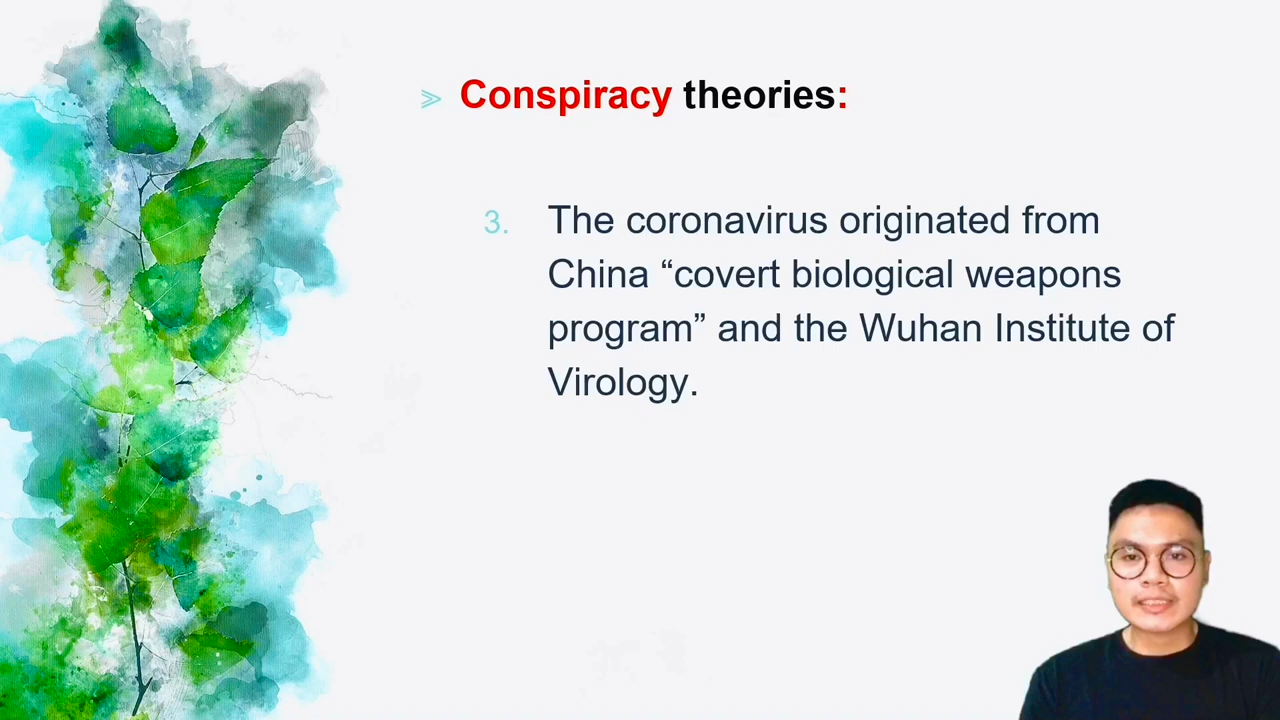 Conspiracy theories:
3. The coronavirus originated from
China “covert biological weapons
program” and the Wuhan Institute of
Virology.